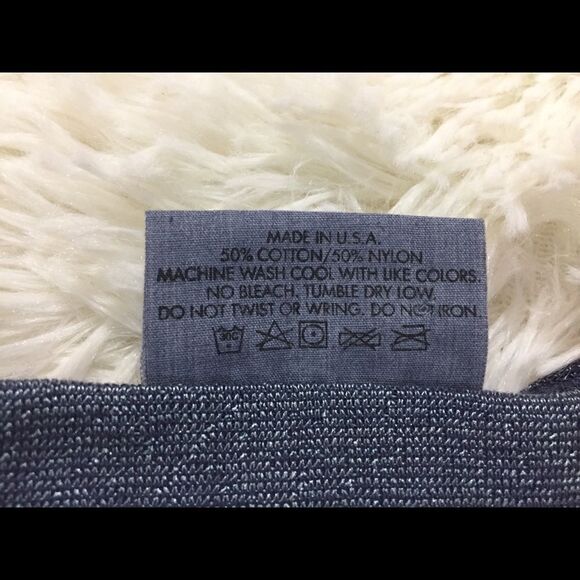 MADE IN U.S.A.
50% COTTON/50% NYLON
MACHINE WASH COOL WITH LIKE COLORS.
NO BLEACH. TUMBLE DRY LOW.
DO NOT TWIST OR WRING. DO NOT IRON.
30C